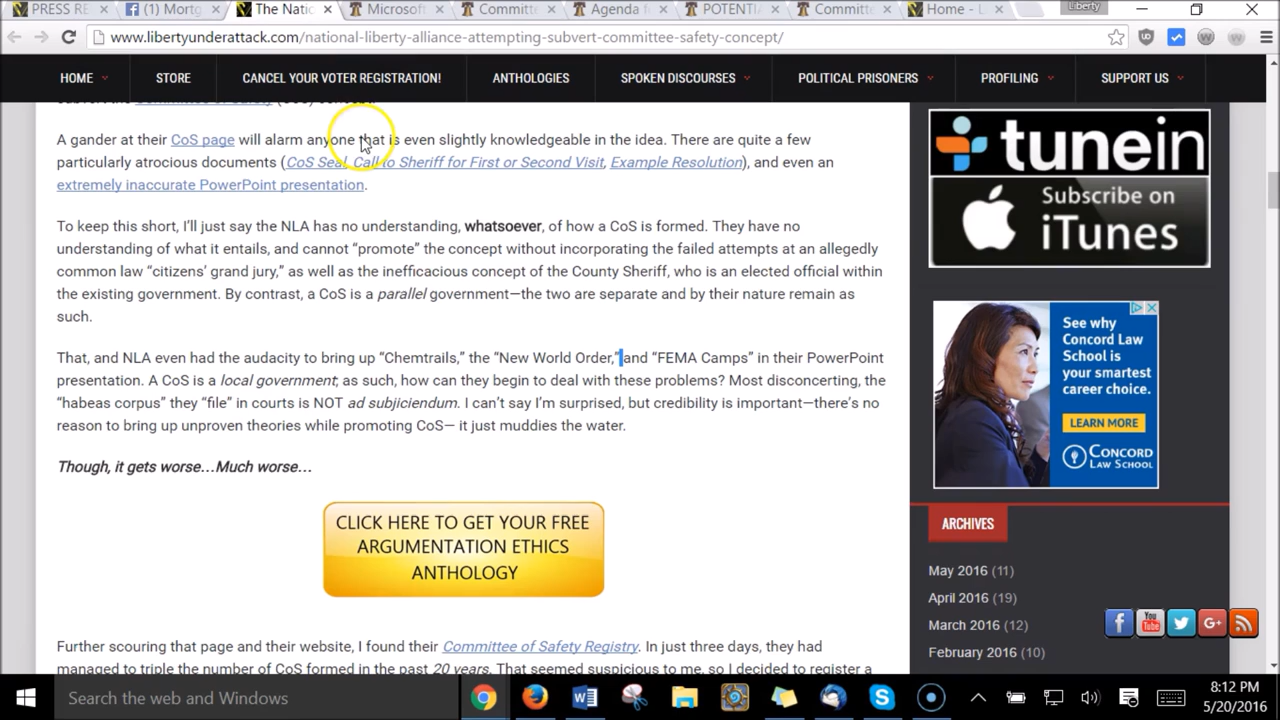 PRESS RE
(1) Mortg
The Natio
Microsoft
Committe
Agenda fo
POTENTIA
Committe
Home - L
Liberty
www.libertyunderattack.com/national-liberty-alliance-attempting-subvert-committee-safety-concept/
HOME STORE CANCEL YOUR VOTER REGISTRATION! ANTHOLOGIES SPOKEN DISCOURSES POLITICAL PRISONERS PROFILING SUPPORT US
A gander at their CoS page will alarm anyone that is even slightly knowledgeable in the idea. There are quite a few
particularly atrocious documents (CoS Seal, Call to Sheriff for First or Second Visit, Example Resolution), and even an
extremely inaccurate PowerPoint presentation.
To keep this short, I'll just say the NLA has no understanding, whatsoever, of how a CoS is formed. They have no
understanding of what it entails, and cannot “promote” the concept without incorporating the failed attempts at an allegedly
common law “citizens' grand jury,” as well as the inefficacious concept of the County Sheriff, who is an elected official within
the existing government. By contrast, a CoS is a parallel government—the two are separate and by their nature remain as
such.
That, and NLA even had the audacity to bring up “Chemtrails,” the “New World Order,” and “FEMA Camps” in their PowerPoint
presentation. A CoS is a local government; as such, how can they begin to deal with these problems? Most disconcerting, the
“habeas corpus” they “file” in courts is NOT ad subjiciendum. I can't say I'm surprised, but credibility is important—there's no
reason to bring up unproven theories while promoting CoS— it just muddies the water.
Though, it gets worse…Much worse…
CLICK HERE TO GET YOUR FREE
ARGUMENTATION ETHICS
ANTHOLOGY
Further scouring that page and their website, I found their Committee of Safety Registry. In just three days, they had
managed to triple the number of CoS formed in the past 20 years. That seemed suspicious to me, so I decided to register a
tunein
Subscribe on
iTunes
See why
Concord Law
School is
your smartest
career choice.
LEARN MORE
CONCORD
LAW SCHOOL
ARCHIVES
May 2016 (11)
April 2016 (19)
March 2016 (12)
February 2016 (10)
Search the web and Windows
8:12 PM
5/20/2016